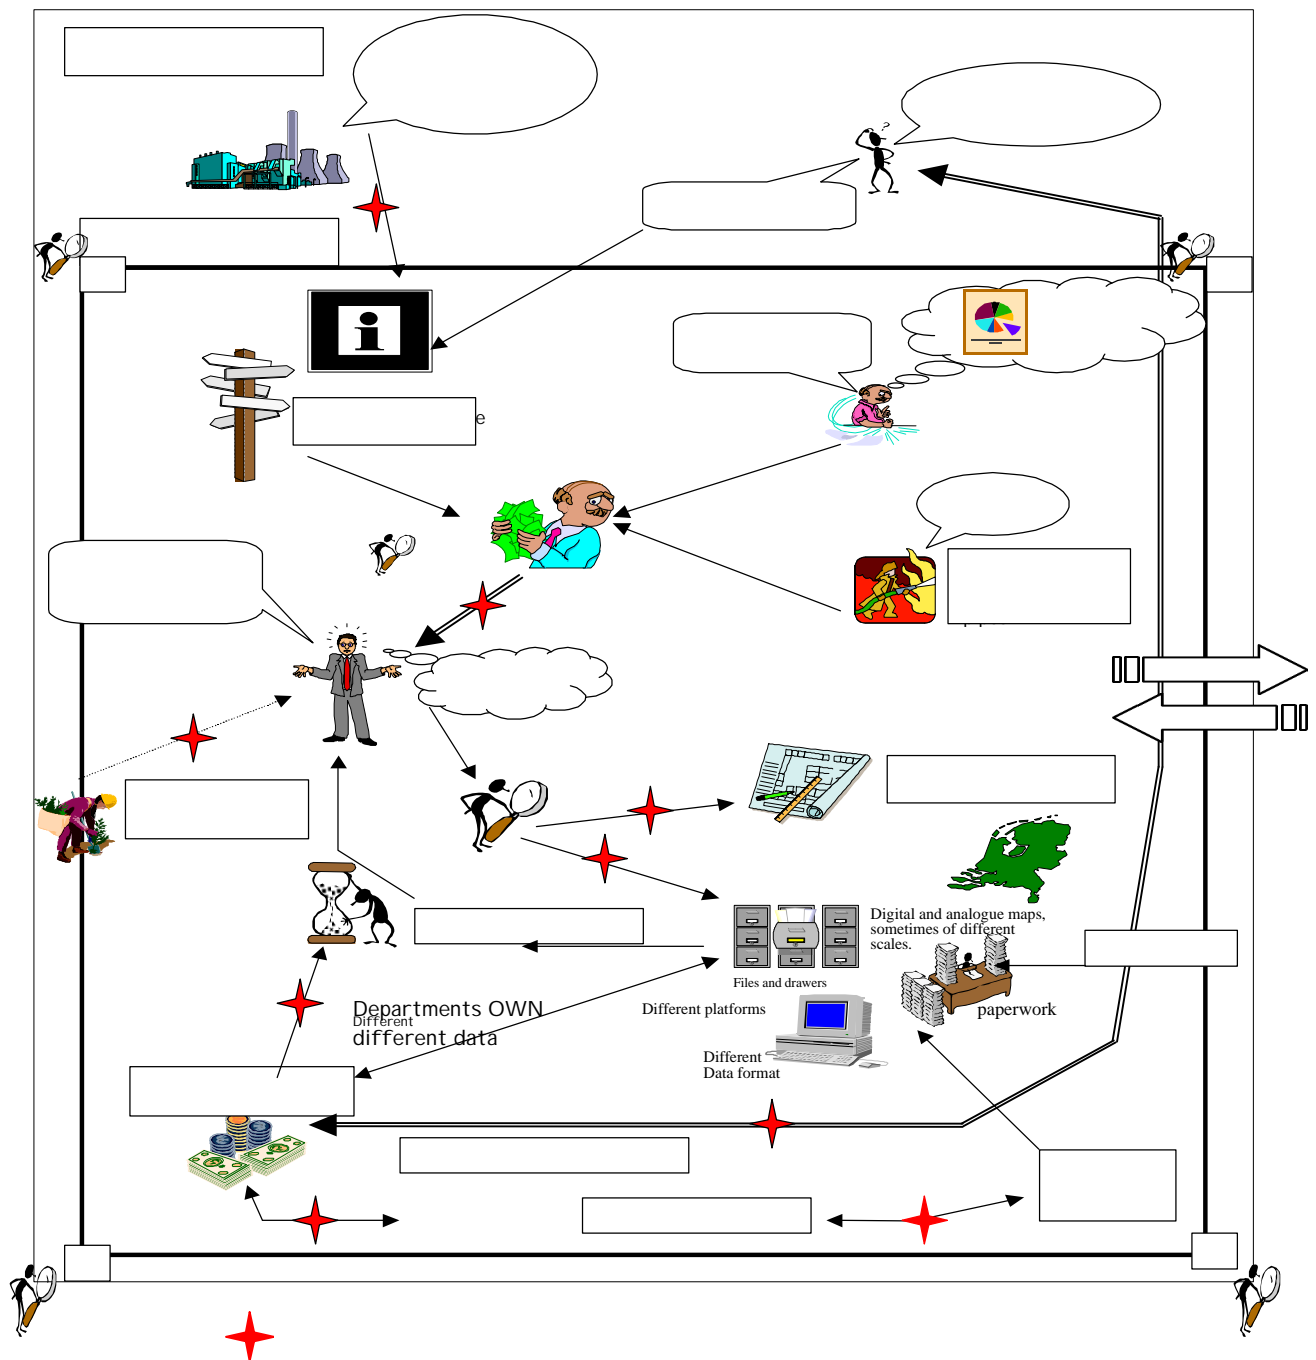 ?
i
e
Digital and analogue maps,
sometimes of different
scales.
Files and drawers
Different platforms
paperwork
Departments OWN
Different
different data
Different
Data format